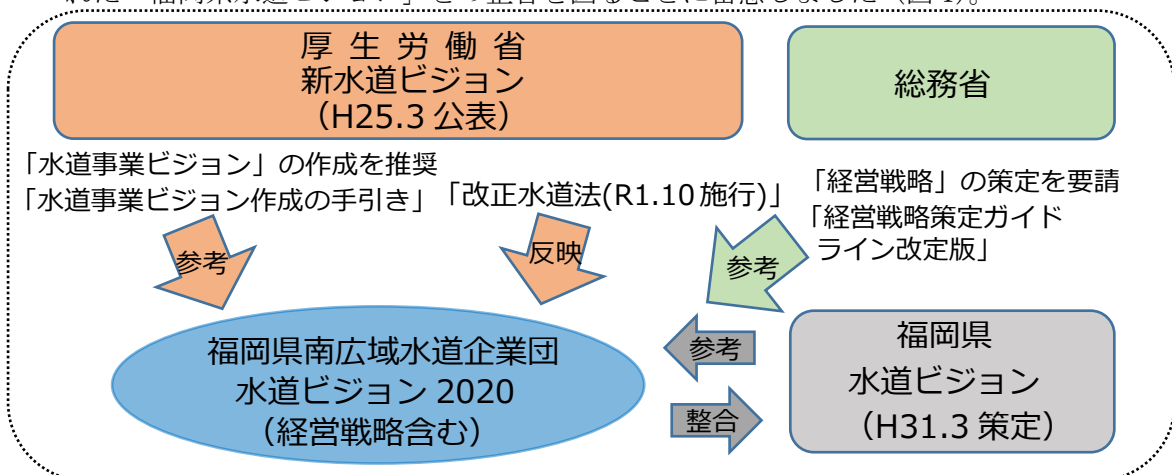 厚生労働省
新水道ビジョン
（H25.3 公表）
総務省
「水道事業ビジョン」の作成を推奨
「水道事業ビジョン作成の手引き」
「改正水道法(R1.10 施行)」
「経営戦略」の策定を要請
「経営戦略策定ガイド
ライン改定版」
参考
反映
参考
福岡県南広域水道企業団
水道ビジョン 2020
（経営戦略含む）
参考
整合
福岡県
水道ビジョン
（H31.3 策定）